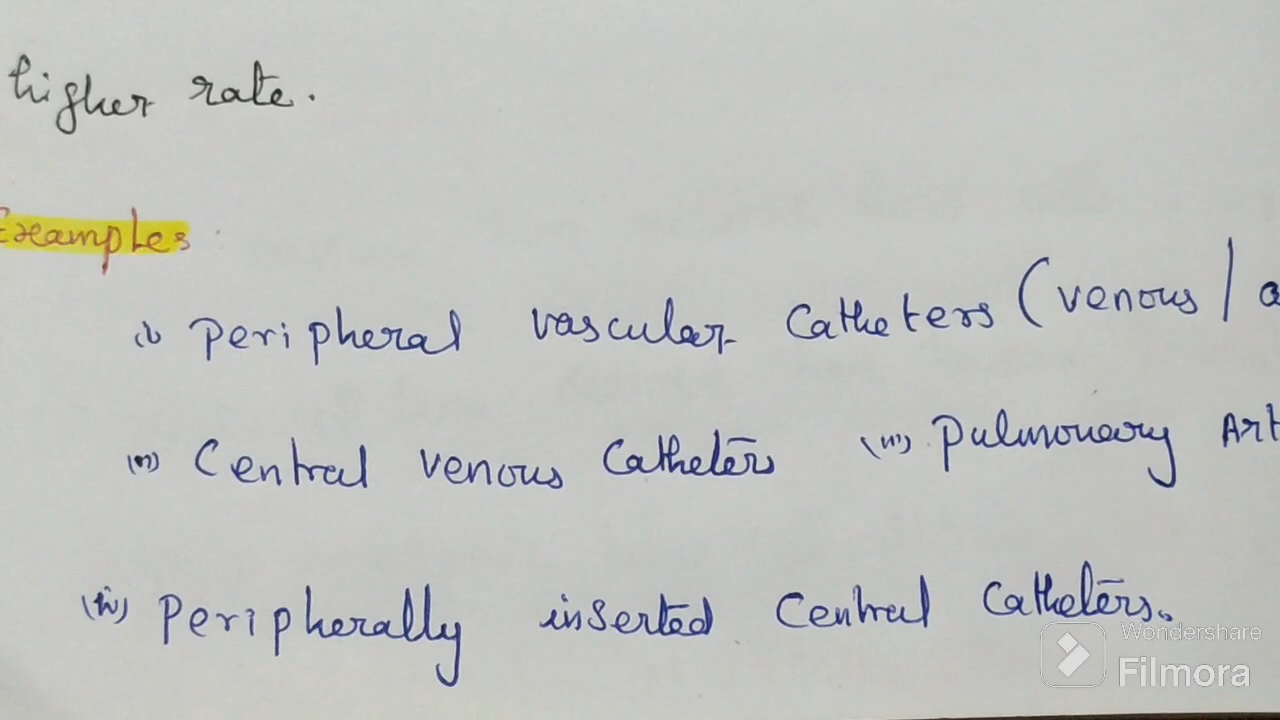 higher rate.
Examples
(i) Peripheral vascular Catheters (venous /
(ii) Central venous Catheters (iii) Pulmonary Art
(iv) Peripherally inserted Central Catheters.
Wondershare
Filmora